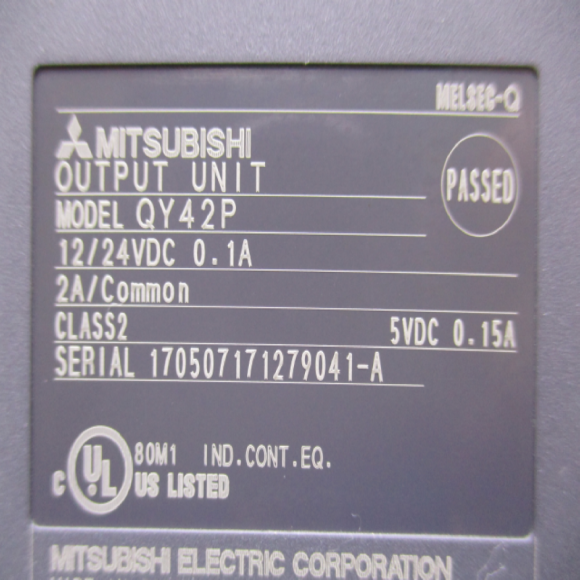 MELSEC-Q
MITSUBISHI
OUTPUT UNIT
PASSED
MODEL QY42P
12/24VDC 0.1A
2A/Common
CLASS2 5VDC 0.15A
SERIAL 170507171279041-A
80M1 IND.CONT.EQ.
C UL US LISTED
MITSUBISHI ELECTRIC CORPORATION